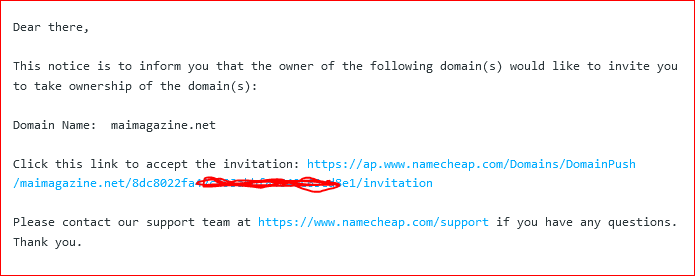 Dear there,
This notice is to inform you that the owner of the following domain(s) would like to invite you
to take ownership of the domain(s):
Domain Name:  maimagazine.net
Click this link to accept the invitation: https://ap.www.namecheap.com/Domains/DomainPush
/maimagazine.net/8dc8022fa 8e1/invitation
Please contact our support team at https://www.namecheap.com/support if you have any questions.
Thank you.